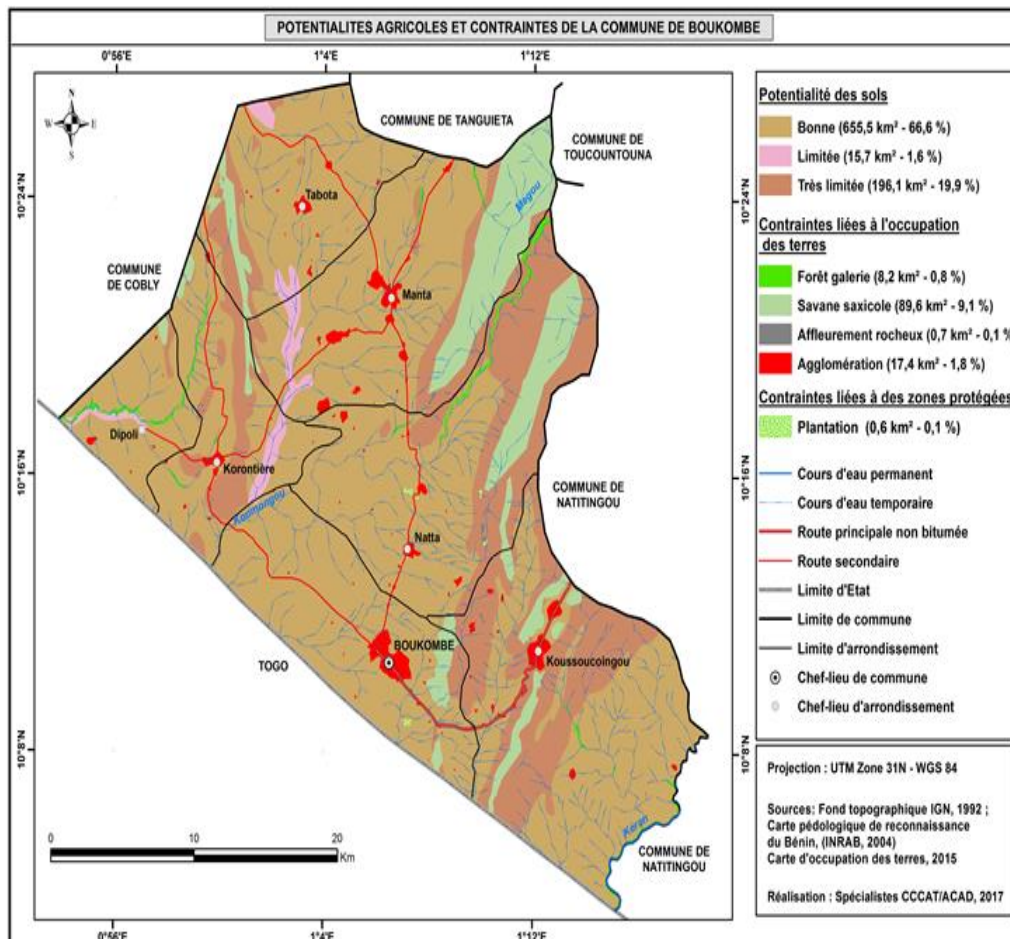 POTENTIALITES AGRICOLES ET CONTRAINTES DE LA COMMUNE DE BOUKOMBE
0°56'E
1°4'E
1°12'E
N
W
E
S
COMMUNE DE TANGUIETA
COMMUNE DE
TOUCOUNTOUNA
10°24'N
10°24'N
Tabota
Magou
COMMUNE
DE COBLY
Manta
Dipoli
Korontière
10°16'N
10°16'N
Koumongou
COMMUNE DE
NATITINGOU
Natta
BOUKOMBE
Koussoucoingou
TOGO
10°8'N
10°8'N
Kéran
COMMUNE DE
NATITINGOU
0
10
20
Km
0°56'E
1°4'E
1°12'E
Potentialité des sols
Bonne (655,5 km² - 66,6 %)
Limitée (15,7 km² - 1,6 %)
Très limitée (196,1 km² - 19,9 %)
Contraintes liées à l'occupation
des terres
Forêt galerie (8,2 km² - 0,8 %)
Savane saxicole (89,6 km² - 9,1 %)
Affleurement rocheux (0,7 km² - 0,1 %
Agglomération (17,4 km² - 1,8 %)
Contraintes liées à des zones protégées
Plantation (0,6 km² - 0,1 %)
Cours d'eau permanent
Cours d'eau temporaire
Route principale non bitumée
Route secondaire
Limite d'Etat
Limite de commune
Limite d'arrondissement
Chef-lieu de commune
Chef-lieu d'arrondissement
Projection : UTM Zone 31N - WGS 84
Sources: Fond topographique IGN, 1992 ;
Carte pédologique de reconnaissance
du Bénin, (INRAB, 2004)
Carte d'occupation des terres, 2015
Réalisation : Spécialistes CCCAT/ACAD, 2017